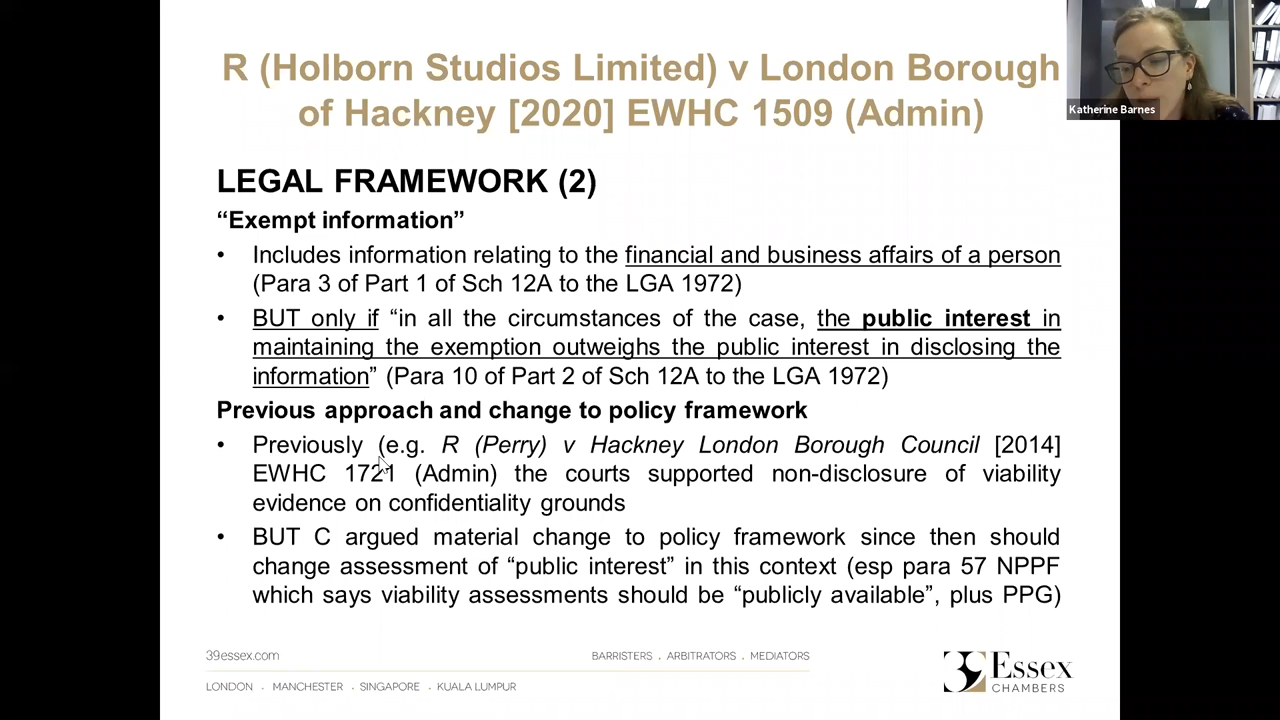 R (Holborn Studios Limited) v London Borough
of Hackney [2020] EWHC 1509 (Admin)
Katherine Barnes
LEGAL FRAMEWORK (2)
“Exempt information”
• Includes information relating to the financial and business affairs of a person
(Para 3 of Part 1 of Sch 12A to the LGA 1972)
• BUT only if “in all the circumstances of the case, the public interest in
maintaining the exemption outweighs the public interest in disclosing the
information” (Para 10 of Part 2 of Sch 12A to the LGA 1972)
Previous approach and change to policy framework
• Previously (e.g. R (Perry) v Hackney London Borough Council [2014]
EWHC 1721 (Admin) the courts supported non-disclosure of viability
evidence on confidentiality grounds
• BUT C argued material change to policy framework since then should
change assessment of “public interest” in this context (esp para 57 NPPF
which says viability assessments should be “publicly available”, plus PPG)
39essex.com
BARRISTERS . ARBITRATORS . MEDIATORS
LONDON . MANCHESTER . SINGAPORE . KUALA LUMPUR
39 Essex
CHAMBERS